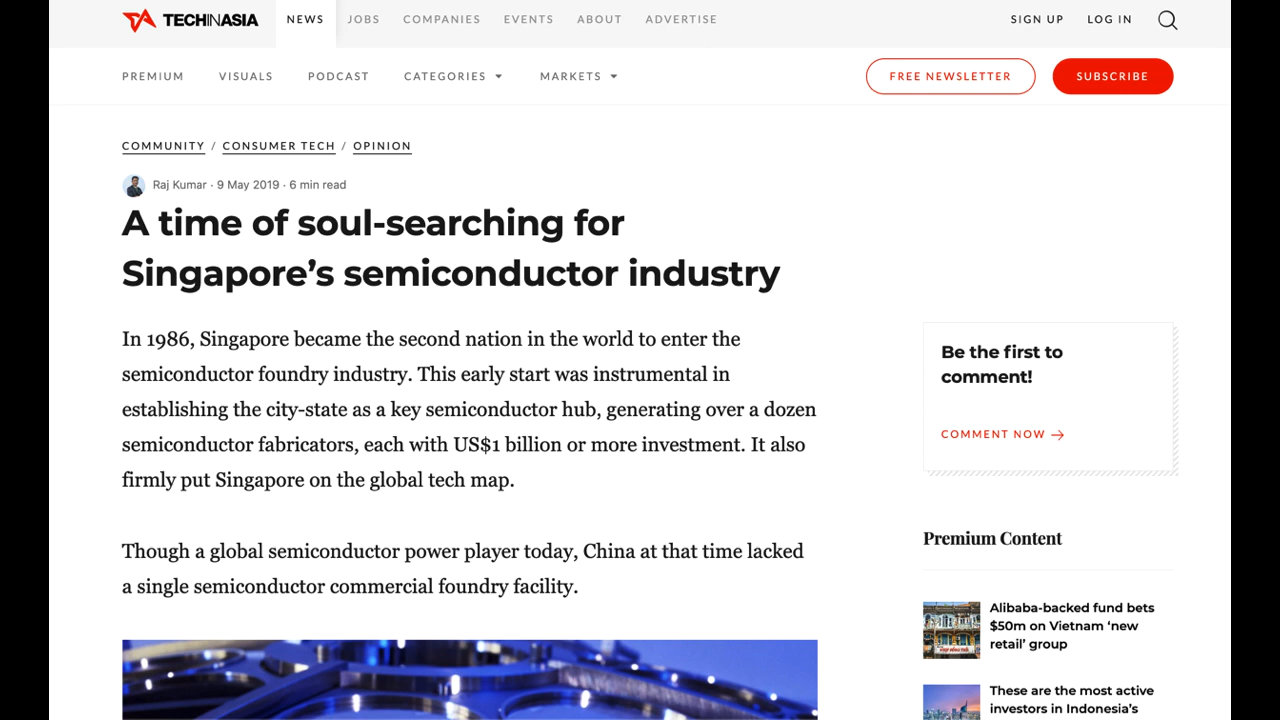 TECHINASIA
NEWS
JOBS
COMPANIES
EVENTS
ABOUT
ADVERTISE
SIGN UP
LOG IN
PREMIUM
VISUALS
PODCAST
CATEGORIES
MARKETS
FREE NEWSLETTER
SUBSCRIBE
COMMUNITY / CONSUMER TECH / OPINION
Raj Kumar · 9 May 2019 · 6 min read
A time of soul-searching for
Singapore’s semiconductor industry
In 1986, Singapore became the second nation in the world to enter the
semiconductor foundry industry. This early start was instrumental in
establishing the city-state as a key semiconductor hub, generating over a dozen
semiconductor fabricators, each with US$1 billion or more investment. It also
firmly put Singapore on the global tech map.
Though a global semiconductor power player today, China at that time lacked
a single semiconductor commercial foundry facility.
Be the first to
comment!
COMMENT NOW →
Premium Content
Alibaba-backed fund bets
$50m on Vietnam ‘new
retail’ group
These are the most active
investors in Indonesia’s